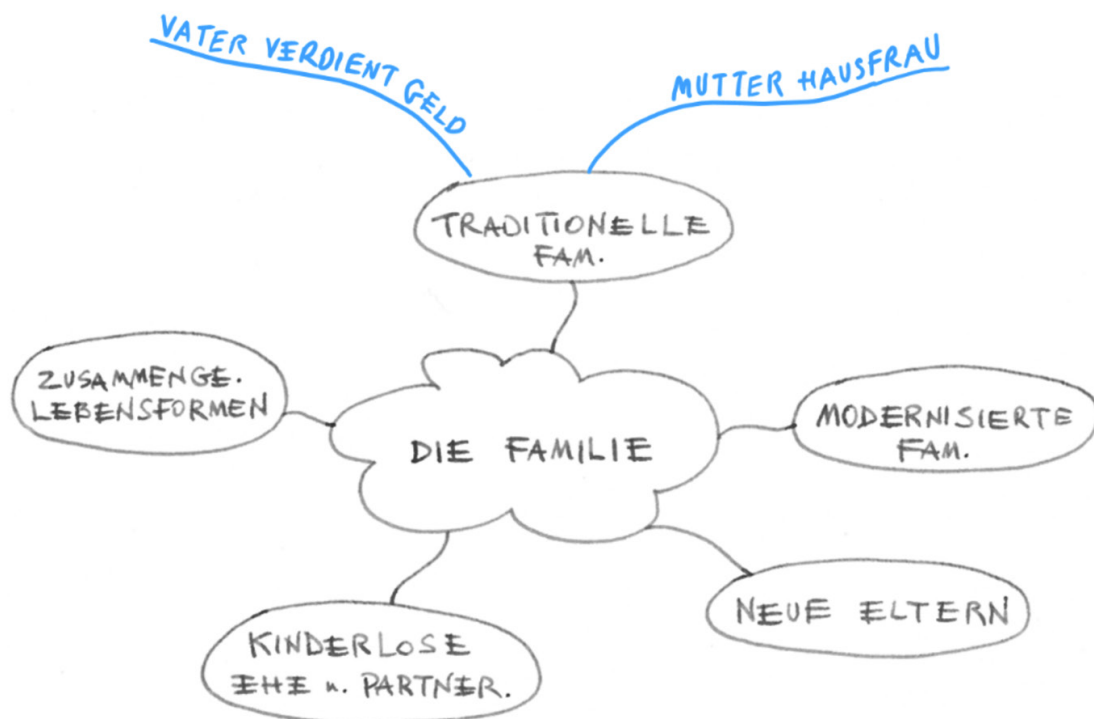 VATER VERDIENT GELD
MUTTER HAUSFRAU
TRADITIONELLE
FAM.
ZUSAMMENGE.
LEBENSFORMEN
DIE FAMILIE
MODERNISIERTE
FAM.
NEUE ELTERN
KINDERLOSE
EHE u. PARTNER.